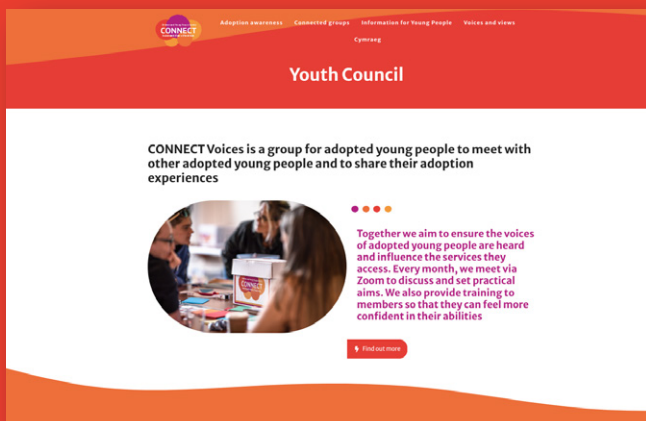 CONNECT
Adoption awareness Connected groups Information for Young People Voices and views
Cymraeg
Youth Council
CONNECT Voices is a group for adopted young people to meet with
other adopted young people and to share their adoption
experiences
CONNECT
Together we aim to ensure the voices
of adopted young people are heard
and influence the services they
access. Every month, we meet via
Zoom to discuss and set practical
aims. We also provide training to
members so that they can feel more
confident in their abilities
Find out more